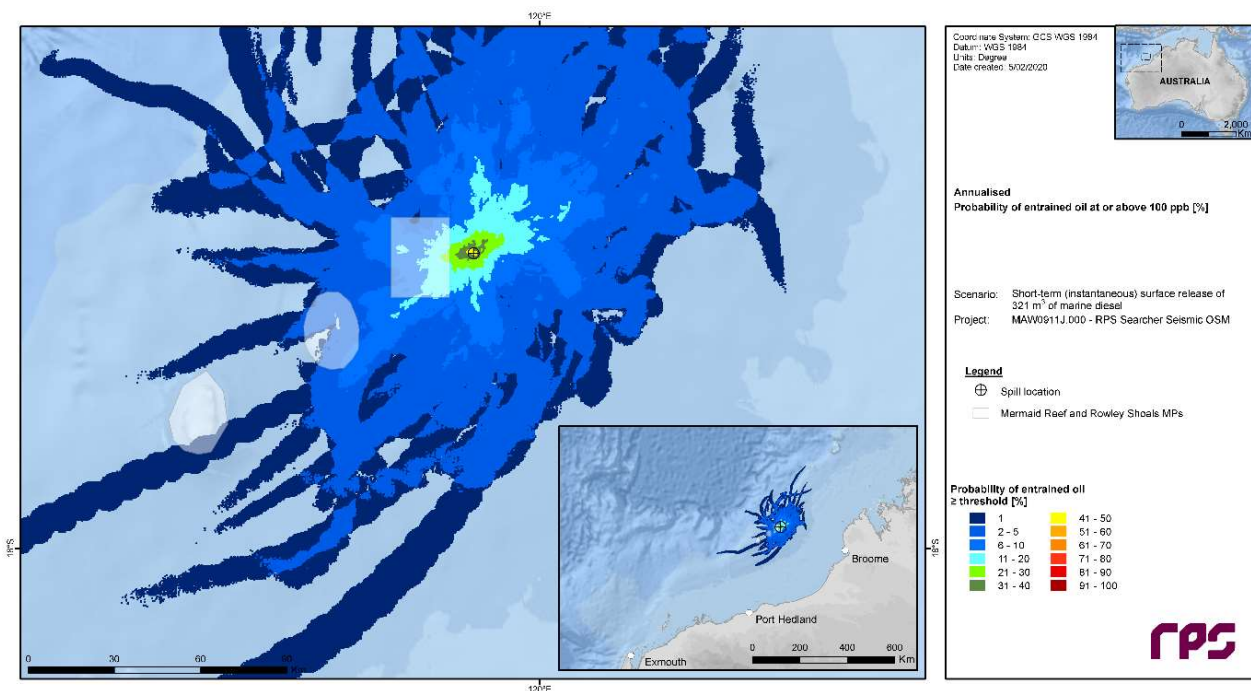 120°E
18°S
0 30 60 90
Km
120°E
Broome
Port Hedland
Exmouth
0 200 400 600
Km
18°S
Coordinate System: GCS WGS 1984
Datum: WGS 1984
Units: Degree
Date created: 5/02/2020
AUSTRALIA
0 2,000
Km
Annualised
Probability of entrained oil at or above 100 ppb [%]
Scenario: Short-term (instantaneous) surface release of
321 m³ of marine diesel
Project: MAW0911J.000 - RPS Searcher Seismic OSM
Legend
Spill location
Mermaid Reef and Rowley Shoals MPs
Probability of entrained oil
≥ threshold [%]
1 41 - 50
2 - 5 51 - 60
6 - 10 61 - 70
11 - 20 71 - 80
21 - 30 81 - 90
31 - 40 91 - 100
rps